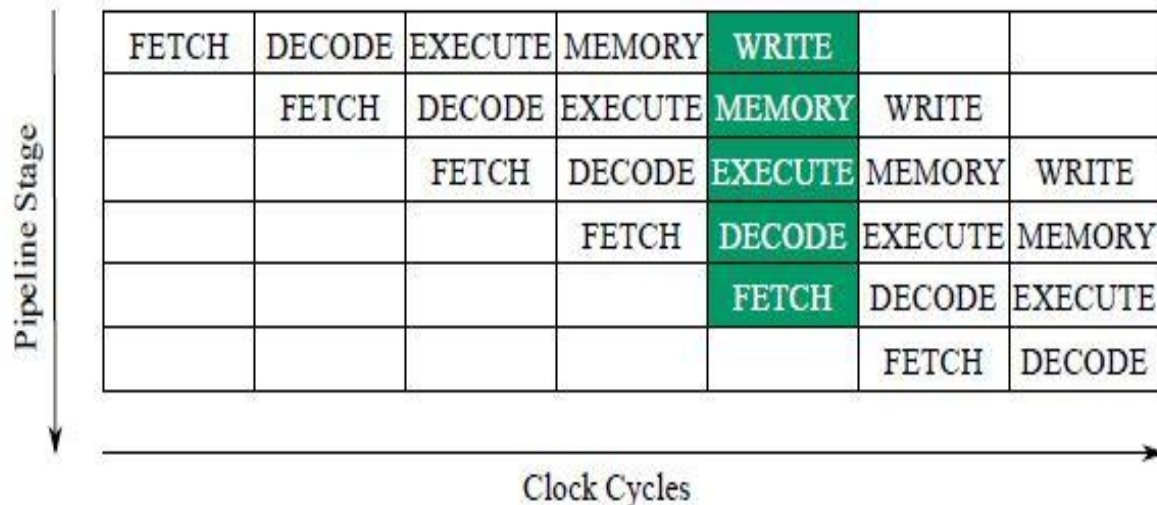 FETCH DECODE EXECUTE MEMORY WRITE
FETCH DECODE EXECUTE MEMORY WRITE
FETCH DECODE EXECUTE MEMORY WRITE
FETCH DECODE EXECUTE MEMORY
FETCH DECODE EXECUTE
FETCH DECODE
Pipeline Stage
Clock Cycles